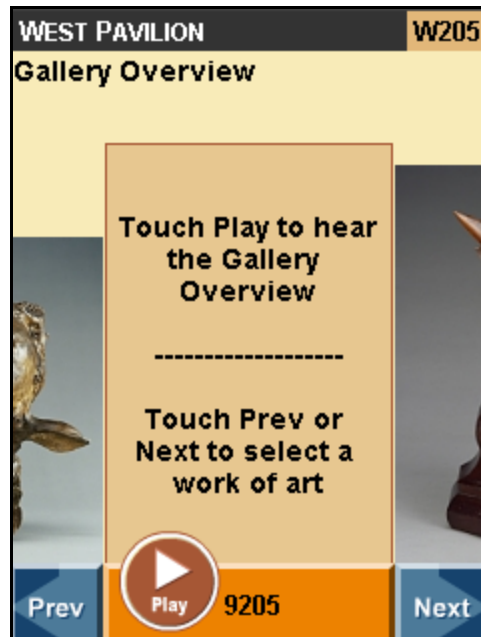 WEST PAVILION W205
Gallery Overview
Touch Play to hear
the Gallery
Overview
-------------------
Touch Prev or
Next to select a
work of art
Prev Play 9205 Next